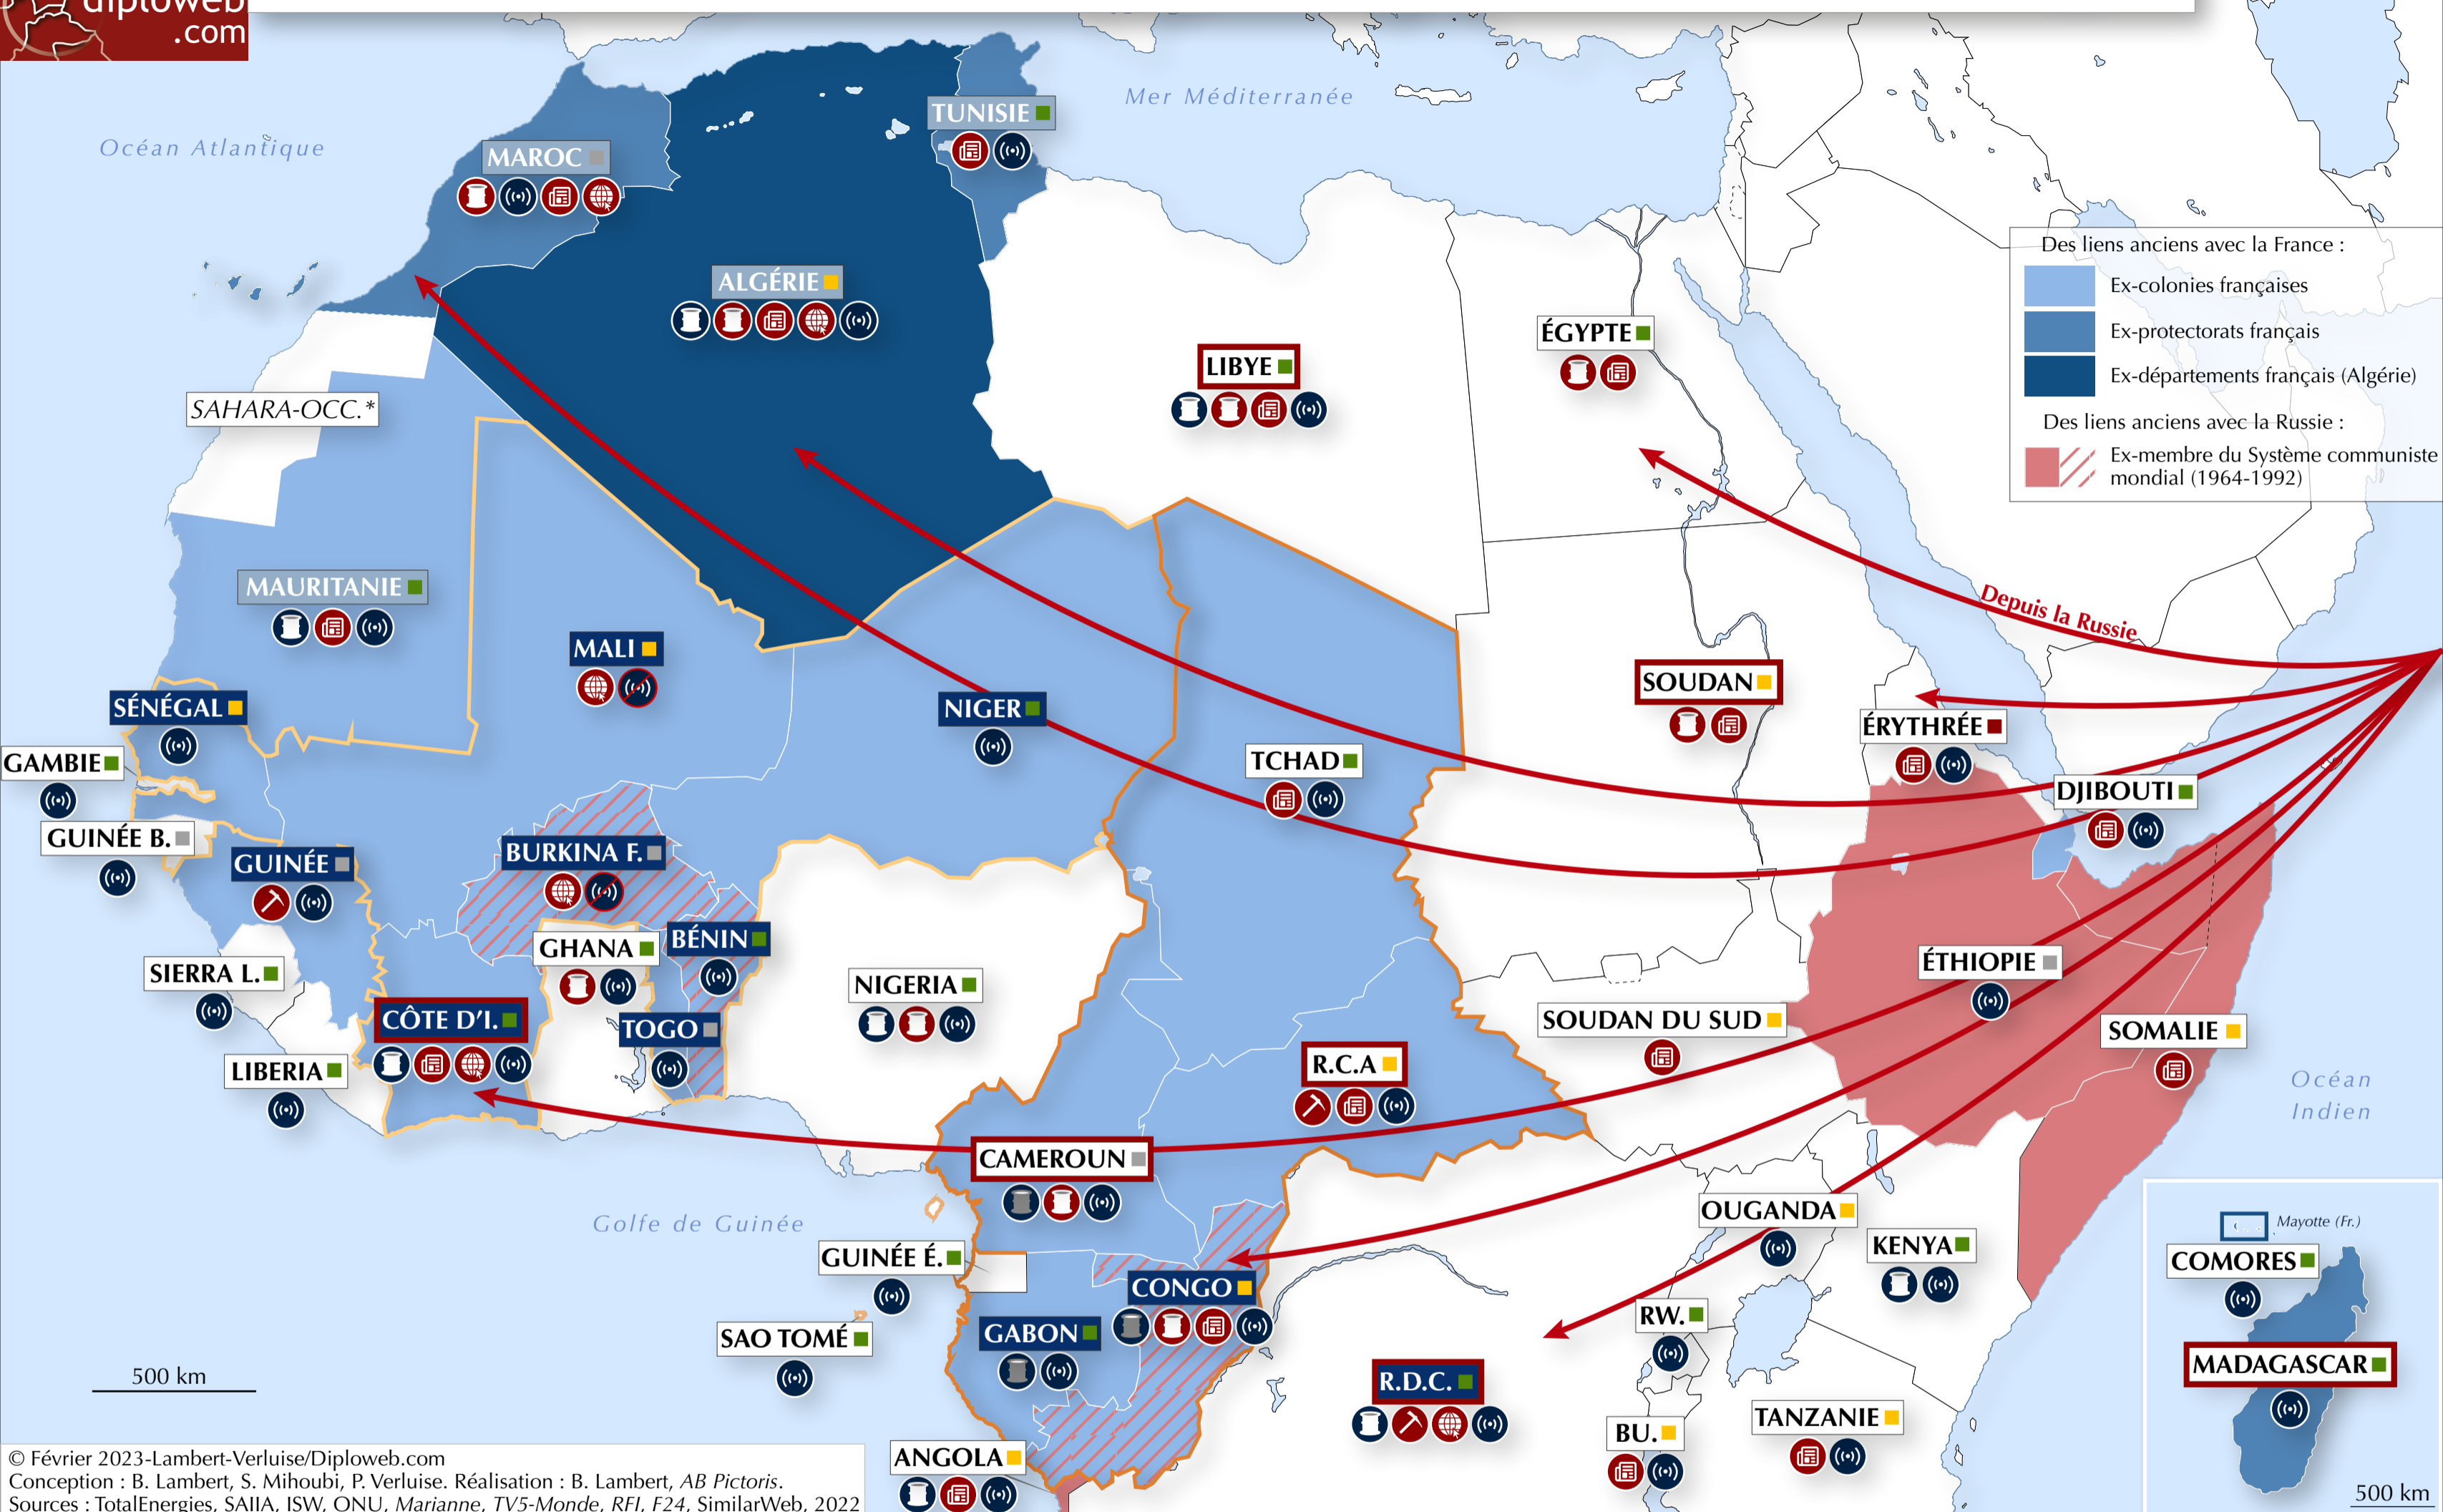 diploweb
.com
Mer Méditerranée
Océan Atlantique
TUNISIE
MAROC
Des liens anciens avec la France :
Ex-colonies françaises
Ex-protectorats français
Ex-départements français (Algérie)
Des liens anciens avec la Russie :
Ex-membre du Système communiste
mondial (1964-1992)
ALGÉRIE
ÉGYPTE
LIBYE
SAHARA-OCC.*
MAURITANIE
Depuis la Russie
MALI
SOUDAN
SÉNÉGAL
NIGER
ÉRYTHRÉE
GAMBIE
TCHAD
DJIBOUTI
GUINÉE B.
GUINÉE
BURKINA F.
GHANA
BÉNIN
ÉTHIOPIE
SIERRA L.
NIGERIA
CÔTE D'I.
TOGO
SOUDAN DU SUD
SOMALIE
LIBERIA
R.C.A
Océan
Indien
CAMEROUN
OUGANDA
Golfe de Guinée
Mayotte (Fr.)
KENYA
GUINÉE É.
COMORES
CONGO
RW.
SAO TOMÉ
GABON
MADAGASCAR
500 km
R.D.C.
TANZANIE
BU.
ANGOLA
500 km
© Février 2023-Lambert-Verluise/Diploweb.com
Conception : B. Lambert, S. Mihoubi, P. Verluise. Réalisation : B. Lambert, AB Pictoris.
Sources : TotalEnergies, SAIIA, ISW, ONU, Marianne, TV5-Monde, RFI, F24, SimilarWeb, 2022